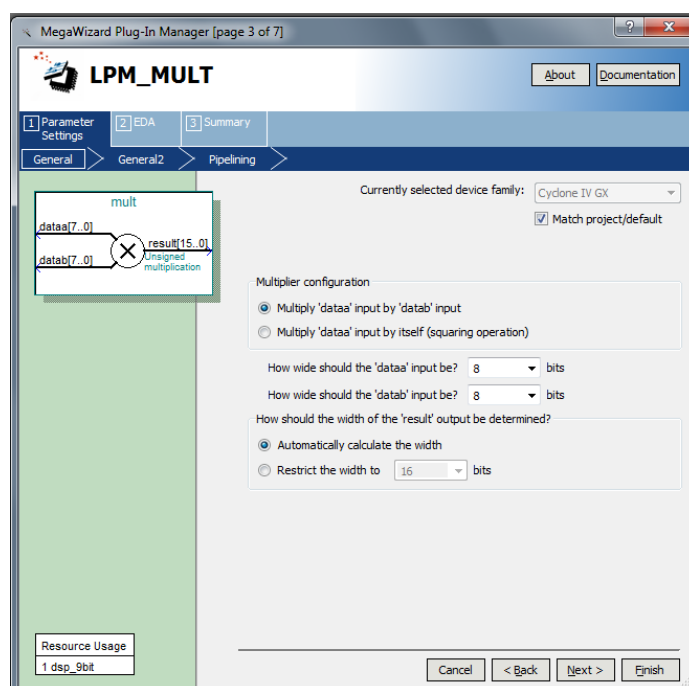 MegaWizard Plug-In Manager [page 3 of 7]
LPM_MULT
About
Documentation
1 Parameter Settings
2 EDA
3 Summary
General
General2
Pipelining
mult
dataa[7..0]
datab[7..0]
result[15..0]
Unsigned
multiplication
Currently selected device family:
Cyclone IV GX
Match project/default
Multiplier configuration
Multiply 'dataa' input by 'datab' input
Multiply 'dataa' input by itself (squaring operation)
How wide should the 'dataa' input be? 8 bits
How wide should the 'datab' input be? 8 bits
How should the width of the 'result' output be determined?
Automatically calculate the width
Restrict the width to 16 bits
Resource Usage
1 dsp_9bit
Cancel
< Back
Next >
Finish